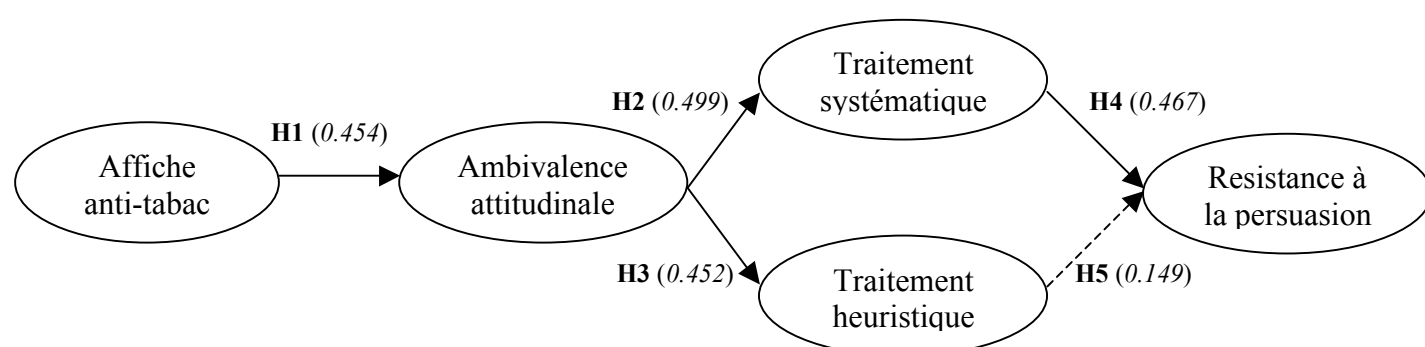 Affiche
anti-tabac
H1 (0.454)
Ambivalence
attitudinale
H2 (0.499)
H3 (0.452)
Traitement
systématique
Traitement
heuristique
H4 (0.467)
H5 (0.149)
Resistance à
la persuasion